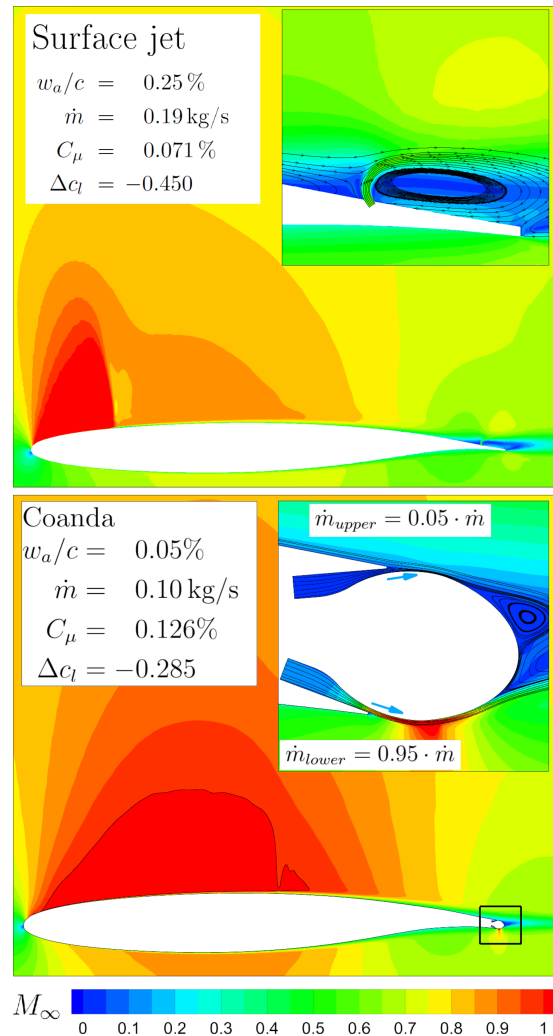 Surface jet
w_a/c = 0.25 %
ṁ = 0.19 kg/s
C_μ = 0.071 %
Δc_l = −0.450
Coanda
w_a/c = 0.05%
ṁ = 0.10 kg/s
C_μ = 0.126%
Δc_l = −0.285
ṁ_upper = 0.05 · ṁ
ṁ_lower = 0.95 · ṁ
M_∞ 0 0.1 0.2 0.3 0.4 0.5 0.6 0.7 0.8 0.9 1